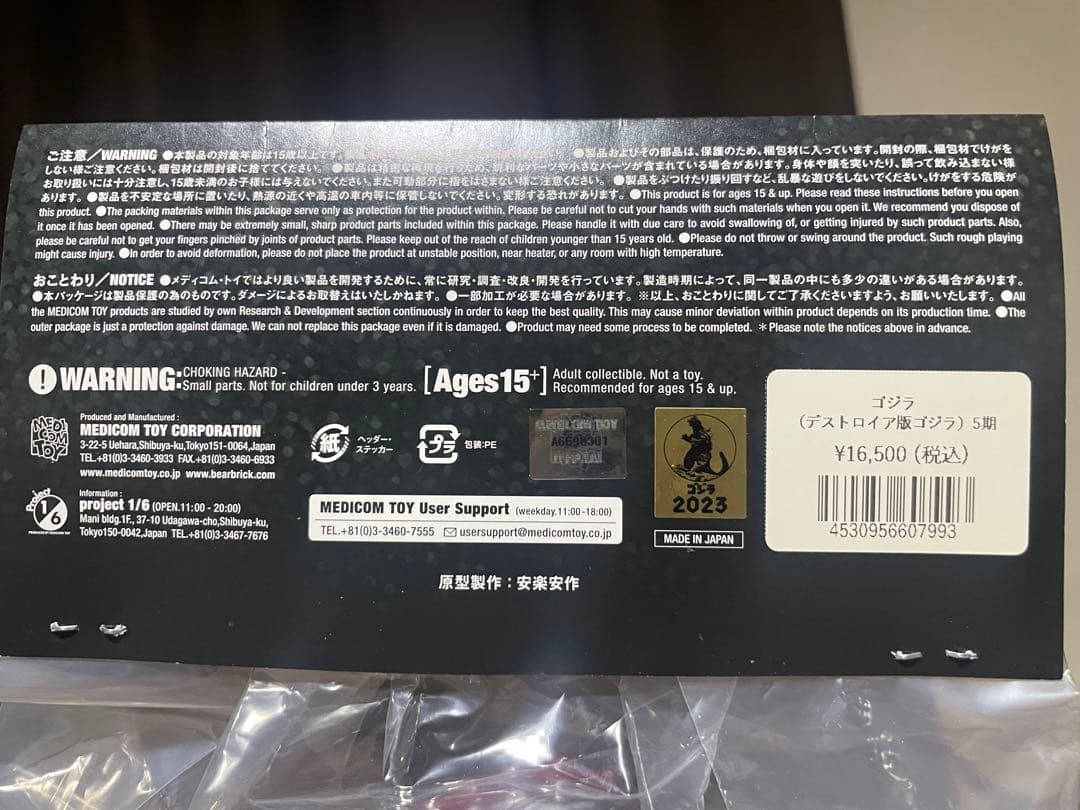 ご注意／WARNING ●本製品の対象年齢は15歳以上です。 ●製品およびその部品は、保護のため、梱包材に入っています。開封の際、梱包材でけがを
しない様ご注意ください。梱包材は開封後に捨ててください。 ●製品は精密な再現を行うため、鋭利なパーツや小さなパーツが含まれている場合があります。身体や顔を突いたり、誤って飲み込まない様
お取り扱いには十分注意し、15歳未満のお子様には与えないでください。また可動部分に指をはさまない様ご注意ください。 ●製品をぶつけたり振り回すなど、乱暴な遊びをしないでください。けがをする危険が
あります。 ●製品を不安定な場所に置いたり、熱源の近くや高温の車内等に保管しないでください。変形する恐れがあります。 ●This product is for ages 15 & up. Please read these instructions before you open
this product. ●The packing materials within this package serve only as protection for the product within. Please be careful not to cut your hands with such materials when you open it. We recommend you dispose of
it once it has been opened. ●There may be extremely small, sharp product parts included within this package. Please handle it with due care to avoid swallowing of, or getting injured by such product parts. Also,
please be careful not to get your fingers pinched by joints of product parts. Please keep out of the reach of children younger than 15 years old. ●Please do not throw or swing around the product. Such rough playing
might cause injury. ●In order to avoid deformation, please do not place the product at unstable position, near heater, or any room with high temperature.
おことわり／NOTICE ●メディコム・トイではより良い製品を開発するために、常に研究・調査・改良・開発を行っています。製造時期によって、同一製品の中にも多少の違いがある場合があります。
●本パッケージは製品保護の為のものです。ダメージによるお取替えはいたしかねます。 ●一部加工が必要な場合があります。 ※以上、おことわりに関してご了承くださいますよう、お願いいたします。 ●All
the MEDICOM TOY products are studied by own Research & Development section continuously in order to keep the best quality. This may cause minor deviation within product depends on its production time. ●The
outer package is just a protection against damage. We can not replace this package even if it is damaged. ●Product may need some process to be completed. ＊Please note the notices above in advance.
WARNING: CHOKING HAZARD -
Small parts. Not for children under 3 years.
[Ages15+] Adult collectible. Not a toy.
Recommended for ages 15 & up.
MEDI
COM
TOY
Produced and Manufactured :
MEDICOM TOY CORPORATION
3-22-5 Uehara,Shibuya-ku,Tokyo151-0064,Japan
TEL.+81(0)3-3460-3933 FAX.+81(0)3-3460-6933
www.medicomtoy.co.jp www.bearbrick.com
紙 ヘッダー・
ステッカー
プラ 包装:PE
A6698301
ゴジラ
2023
MADE IN JAPAN
Project
1/6
Information :
project 1/6 (OPEN.11:00 - 20:00)
Mani bldg.1F., 37-10 Udagawa-cho,Shibuya-ku,
Tokyo150-0042,Japan TEL.+81(0)3-3467-7676
MEDICOM TOY User Support (weekday.11:00-18:00)
TEL.+81(0)3-3460-7555 usersupport@medicomtoy.co.jp
原型製作：安楽安作
ゴジラ
（デストロイア版ゴジラ）5期
¥16,500（税込）
4530956607993